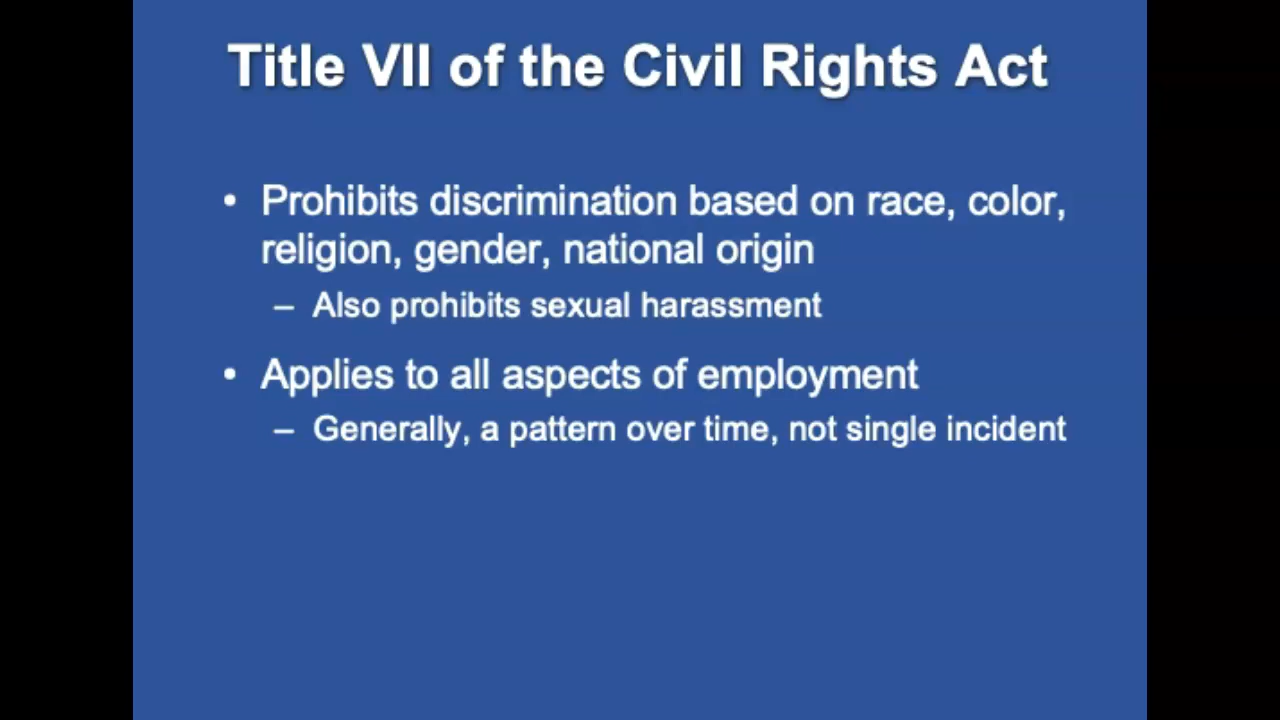 Title VII of the Civil Rights Act
• Prohibits discrimination based on race, color,
religion, gender, national origin
– Also prohibits sexual harassment
• Applies to all aspects of employment
– Generally, a pattern over time, not single incident